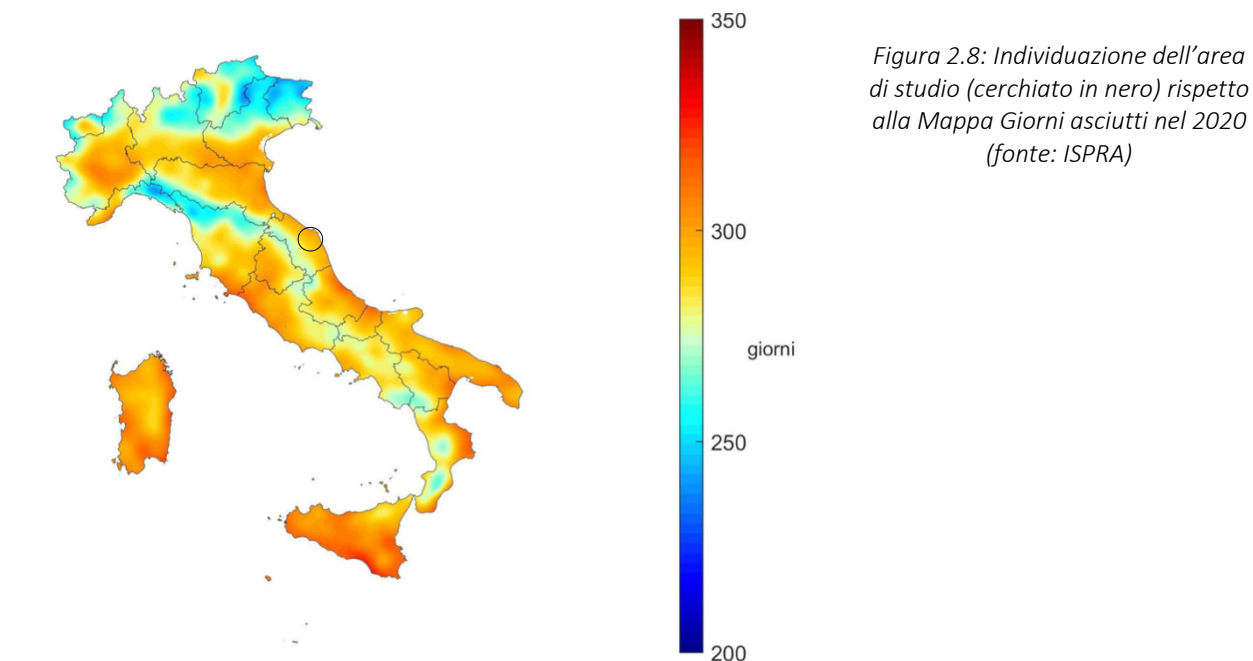 350
300
giorni
250
200
Figura 2.8: Individuazione dell’area
di studio (cerchiato in nero) rispetto
alla Mappa Giorni asciutti nel 2020
(fonte: ISPRA)